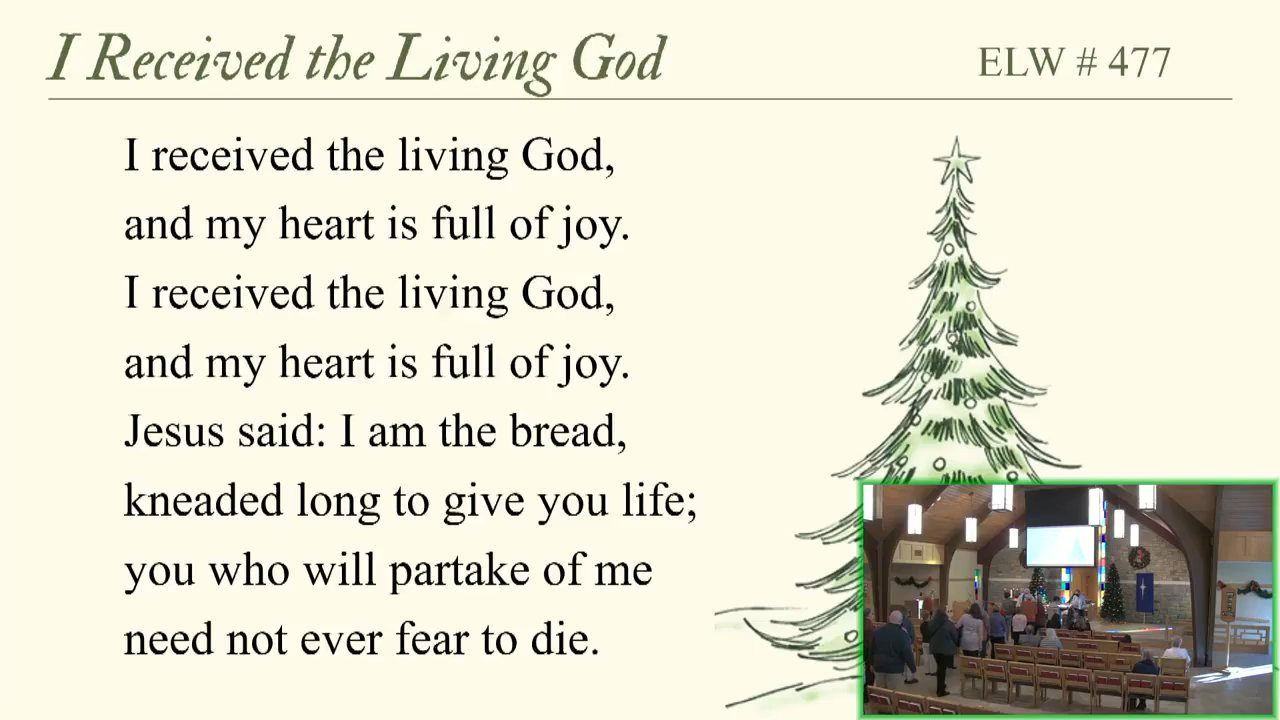 I Received the Living God
ELW # 477
I received the living God,
and my heart is full of joy.
I received the living God,
and my heart is full of joy.
Jesus said: I am the bread,
kneaded long to give you life;
you who will partake of me
need not ever fear to die.